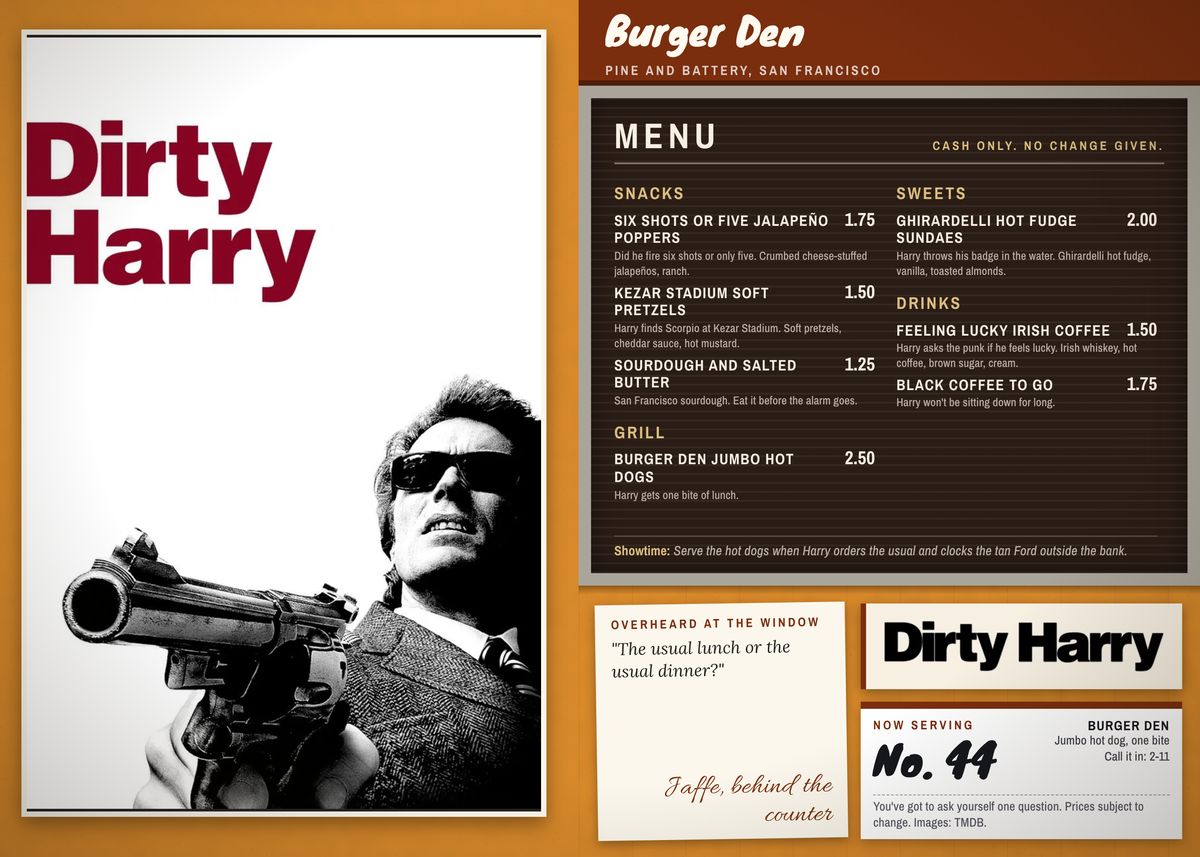 Dirty
Harry
Burger Den
PINE AND BATTERY, SAN FRANCISCO
MENU
CASH ONLY. NO CHANGE GIVEN.
SNACKS
SIX SHOTS OR FIVE JALAPEÑO 1.75
POPPERS
Did he fire six shots or only five. Crumbed cheese-stuffed
jalapeños, ranch.
KEZAR STADIUM SOFT 1.50
PRETZELS
Harry finds Scorpio at Kezar Stadium. Soft pretzels,
cheddar sauce, hot mustard.
SOURDOUGH AND SALTED 1.25
BUTTER
San Francisco sourdough. Eat it before the alarm goes.
GRILL
BURGER DEN JUMBO HOT 2.50
DOGS
Harry gets one bite of lunch.
SWEETS
GHIRARDELLI HOT FUDGE 2.00
SUNDAES
Harry throws his badge in the water. Ghirardelli hot fudge,
vanilla, toasted almonds.
DRINKS
FEELING LUCKY IRISH COFFEE 1.50
Harry asks the punk if he feels lucky. Irish whiskey, hot
coffee, brown sugar, cream.
BLACK COFFEE TO GO 1.75
Harry won't be sitting down for long.
Showtime: Serve the hot dogs when Harry orders the usual and clocks the tan Ford outside the bank.
OVERHEARD AT THE WINDOW
"The usual lunch or the
usual dinner?"
Jaffe, behind the
counter
Dirty Harry
NOW SERVING
No. 44
BURGER DEN
Jumbo hot dog, one bite
Call it in: 2-11
You've got to ask yourself one question. Prices subject to
change. Images: TMDB.